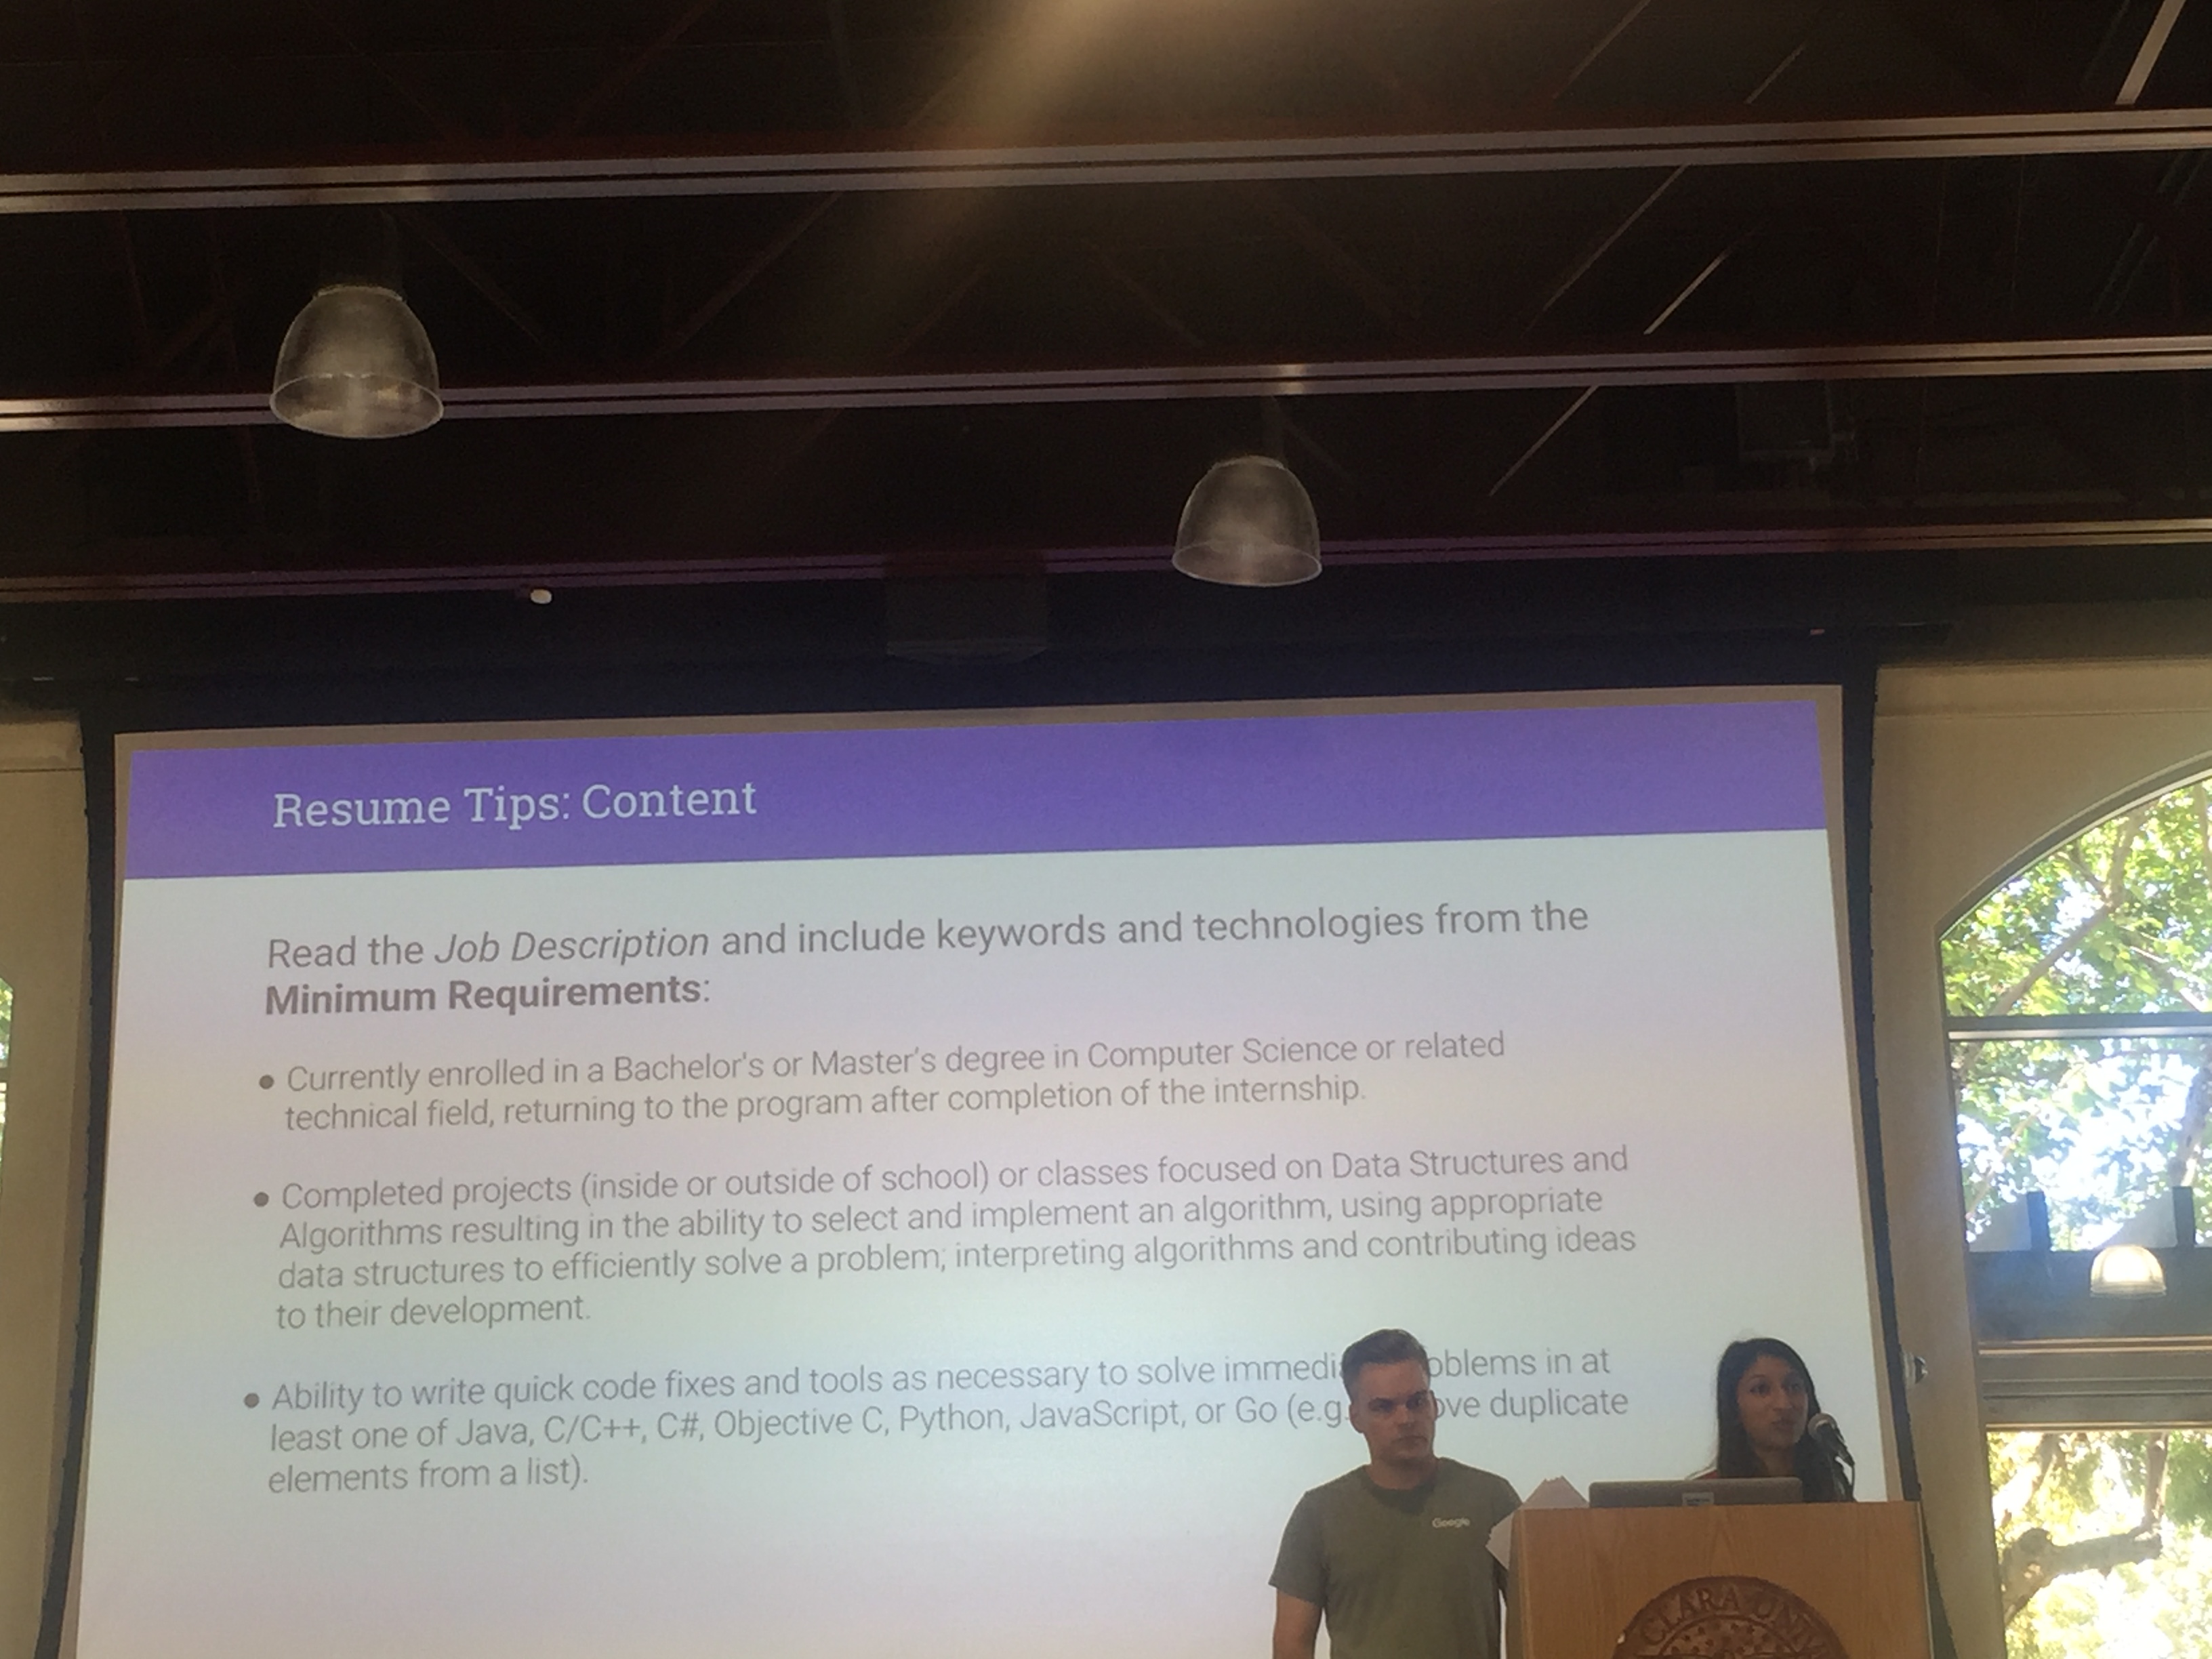 Resume Tips: Content
Read the Job Description and include keywords and technologies from the
Minimum Requirements:
● Currently enrolled in a Bachelor's or Master's degree in Computer Science or related
technical field, returning to the program after completion of the internship.
● Completed projects (inside or outside of school) or classes focused on Data Structures and
Algorithms resulting in the ability to select and implement an algorithm, using appropriate
data structures to efficiently solve a problem; interpreting algorithms and contributing ideas
to their development.
● Ability to write quick code fixes and tools as necessary to solve in at
least one of Java, C/C++, C#, Objective C, Python, JavaScript, or Go (e.g. duplicate
elements from a list).
Google
CLARA